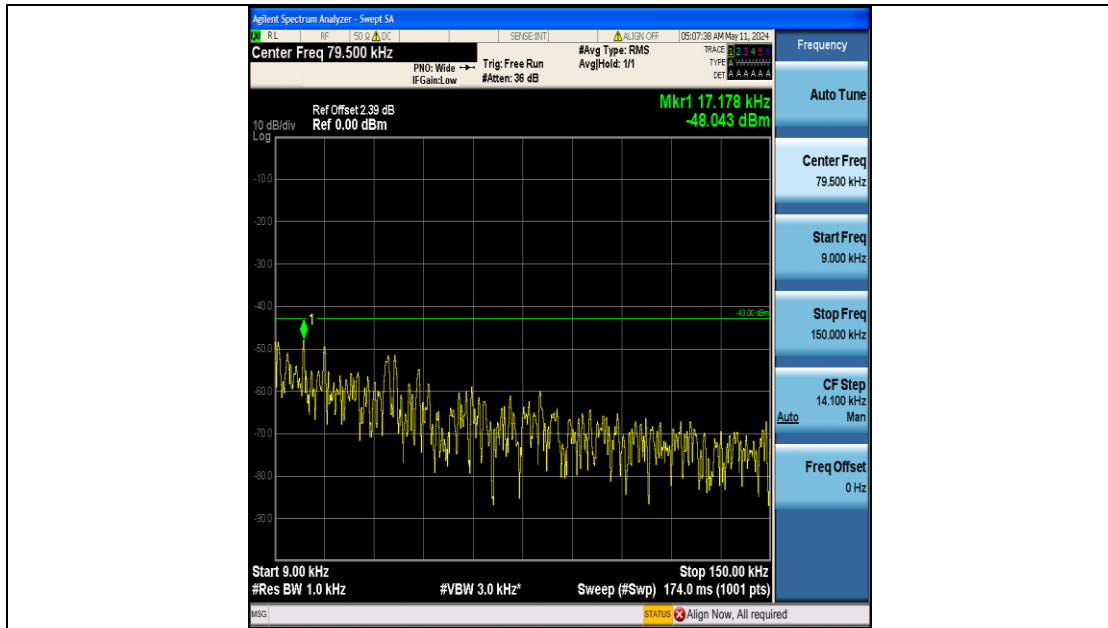 Agilent Spectrum Analyzer - Swept SA
RL RF 50 Ω DC SENSE:INT ALIGN OFF 05:07:38 AM May 11, 2024
Center Freq 79.500 kHz
PNO: Wide
IFGain:Low
Trig: Free Run
#Atten: 36 dB
#Avg Type: RMS
Avg|Hold: 1/1
TRACE 1 2 3 4 5 6
TYPE A
DET A A A A A A
Frequency
Mkr1 17.178 kHz
-48.043 dBm
Ref Offset 2.39 dB
10 dB/div Ref 0.00 dBm
Log
-10.0
-20.0
-30.0
-40.0
-43.00 dBm
1
-50.0
-60.0
-70.0
-80.0
-90.0
Start 9.00 kHz Stop 150.00 kHz
#Res BW 1.0 kHz #VBW 3.0 kHz* Sweep (#Swp) 174.0 ms (1001 pts)
Auto Tune
Center Freq
79.500 kHz
Start Freq
9.000 kHz
Stop Freq
150.000 kHz
CF Step
14.100 kHz
Auto Man
Freq Offset
0 Hz
MSG STATUS Align Now, All required